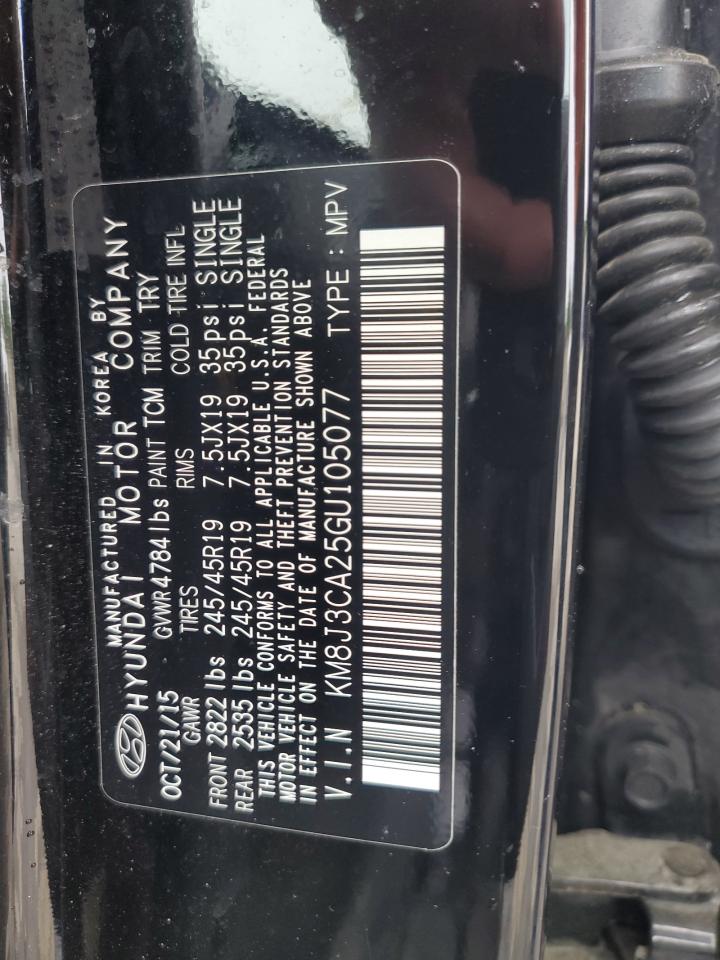 MANUFACTURED IN KOREA BY
HYUNDAI MOTOR COMPANY
OCT/21/15 GVWR4784lbs PAINT TCM TRIM TRY
GAWR TIRES RIMS COLD TIRE INFL
FRONT 2822 lbs 245/45R19 7.5JX19 35psi SINGLE
REAR 2535 lbs 245/45R19 7.5JX19 35psi SINGLE
THIS VEHICLE CONFORMS TO ALL APPLICABLE U.S.A. FEDERAL
MOTOR VEHICLE SAFETY AND THEFT PREVENTION STANDARDS
IN EFFECT ON THE DATE OF MANUFACTURE SHOWN ABOVE
V.I.N KM8J3CA25GU105077 TYPE : MPV